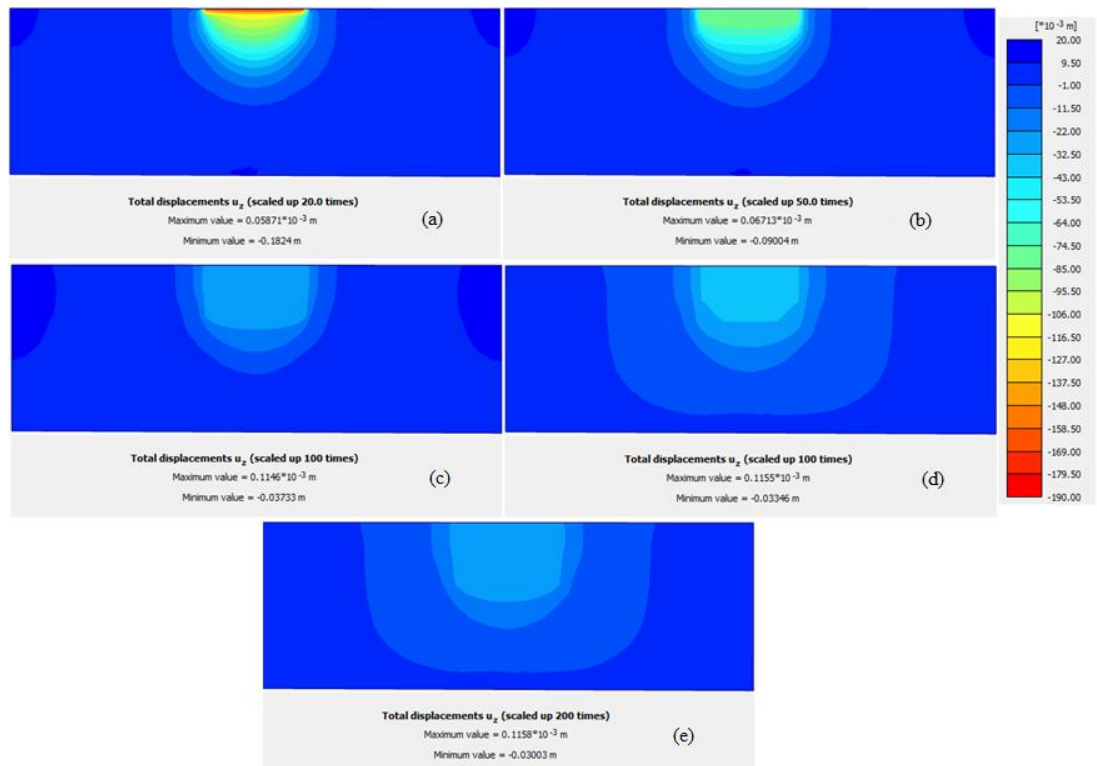 [*10⁻³ m]
20.00
9.50
-1.00
-11.50
-22.00
-32.50
-43.00
-53.50
-64.00
-74.50
-85.00
-95.50
-106.00
-116.50
-127.00
-137.50
-148.00
-158.50
-169.00
-179.50
-190.00
Total displacements u_z (scaled up 20.0 times)
Maximum value = 0.05871*10⁻³ m
Minimum value = -0.1824 m
(a)
Total displacements u_z (scaled up 50.0 times)
Maximum value = 0.06713*10⁻³ m
Minimum value = -0.09004 m
(b)
Total displacements u_z (scaled up 100 times)
Maximum value = 0.1146*10⁻³ m
Minimum value = -0.03733 m
(c)
Total displacements u_z (scaled up 100 times)
Maximum value = 0.1155*10⁻³ m
Minimum value = -0.03346 m
(d)
Total displacements u_z (scaled up 200 times)
Maximum value = 0.1158*10⁻³ m
Minimum value = -0.03003 m
(e)